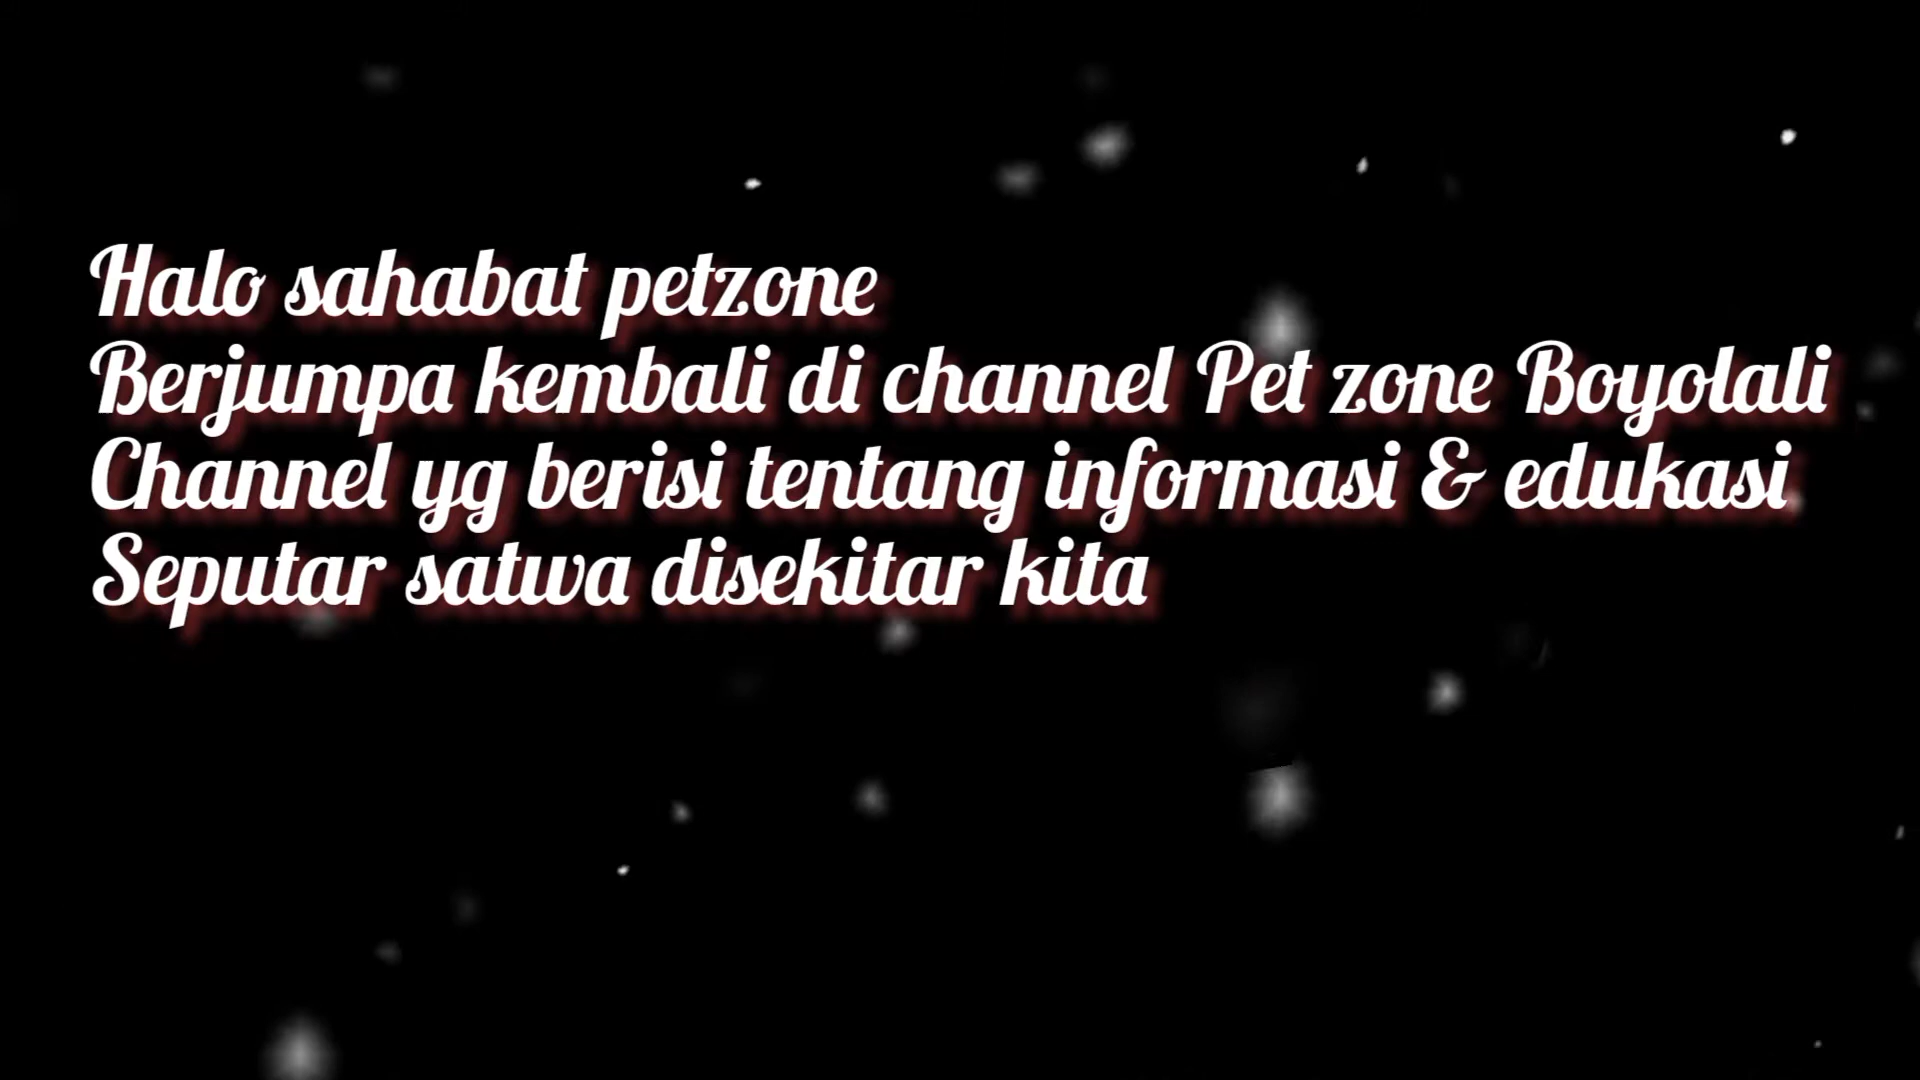 Halo sahabat petzone
Berjumpa kembali di channel Pet zone Boyolali
Channel yg berisi tentang informasi & edukasi
Seputar satwa disekitar kita